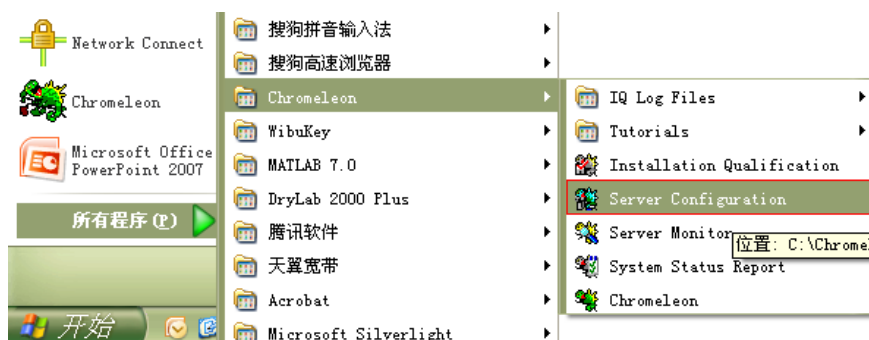 Network Connect
Chromeleon
Microsoft Office
PowerPoint 2007
所有程序(P)
开始
搜狗拼音输入法
搜狗高速浏览器
Chromeleon
WibuKey
MATLAB 7.0
DryLab 2000 Plus
腾讯软件
天翼宽带
Acrobat
Microsoft Silverlight
IQ Log Files
Tutorials
Installation Qualification
Server Configuration
Server Monitor
位置: C:\Chromel
System Status Report
Chromeleon